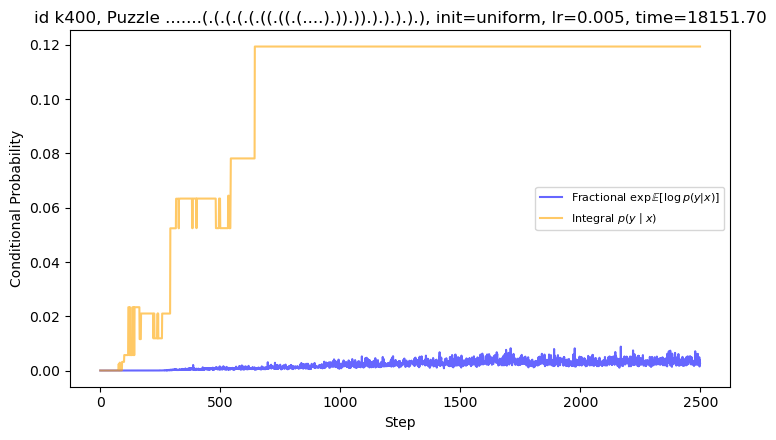 id k400, Puzzle .......(.(.(.(.(.((.((.(....).)).)).).).).).), init=uniform, lr=0.005, time=18151.70
Conditional Probability
0.12
0.10
0.08
0.06
0.04
0.02
0.00
Fractional exp𝔼[log p(y|x)]
Integral p(y | x)
0
500
1000
1500
2000
2500
Step